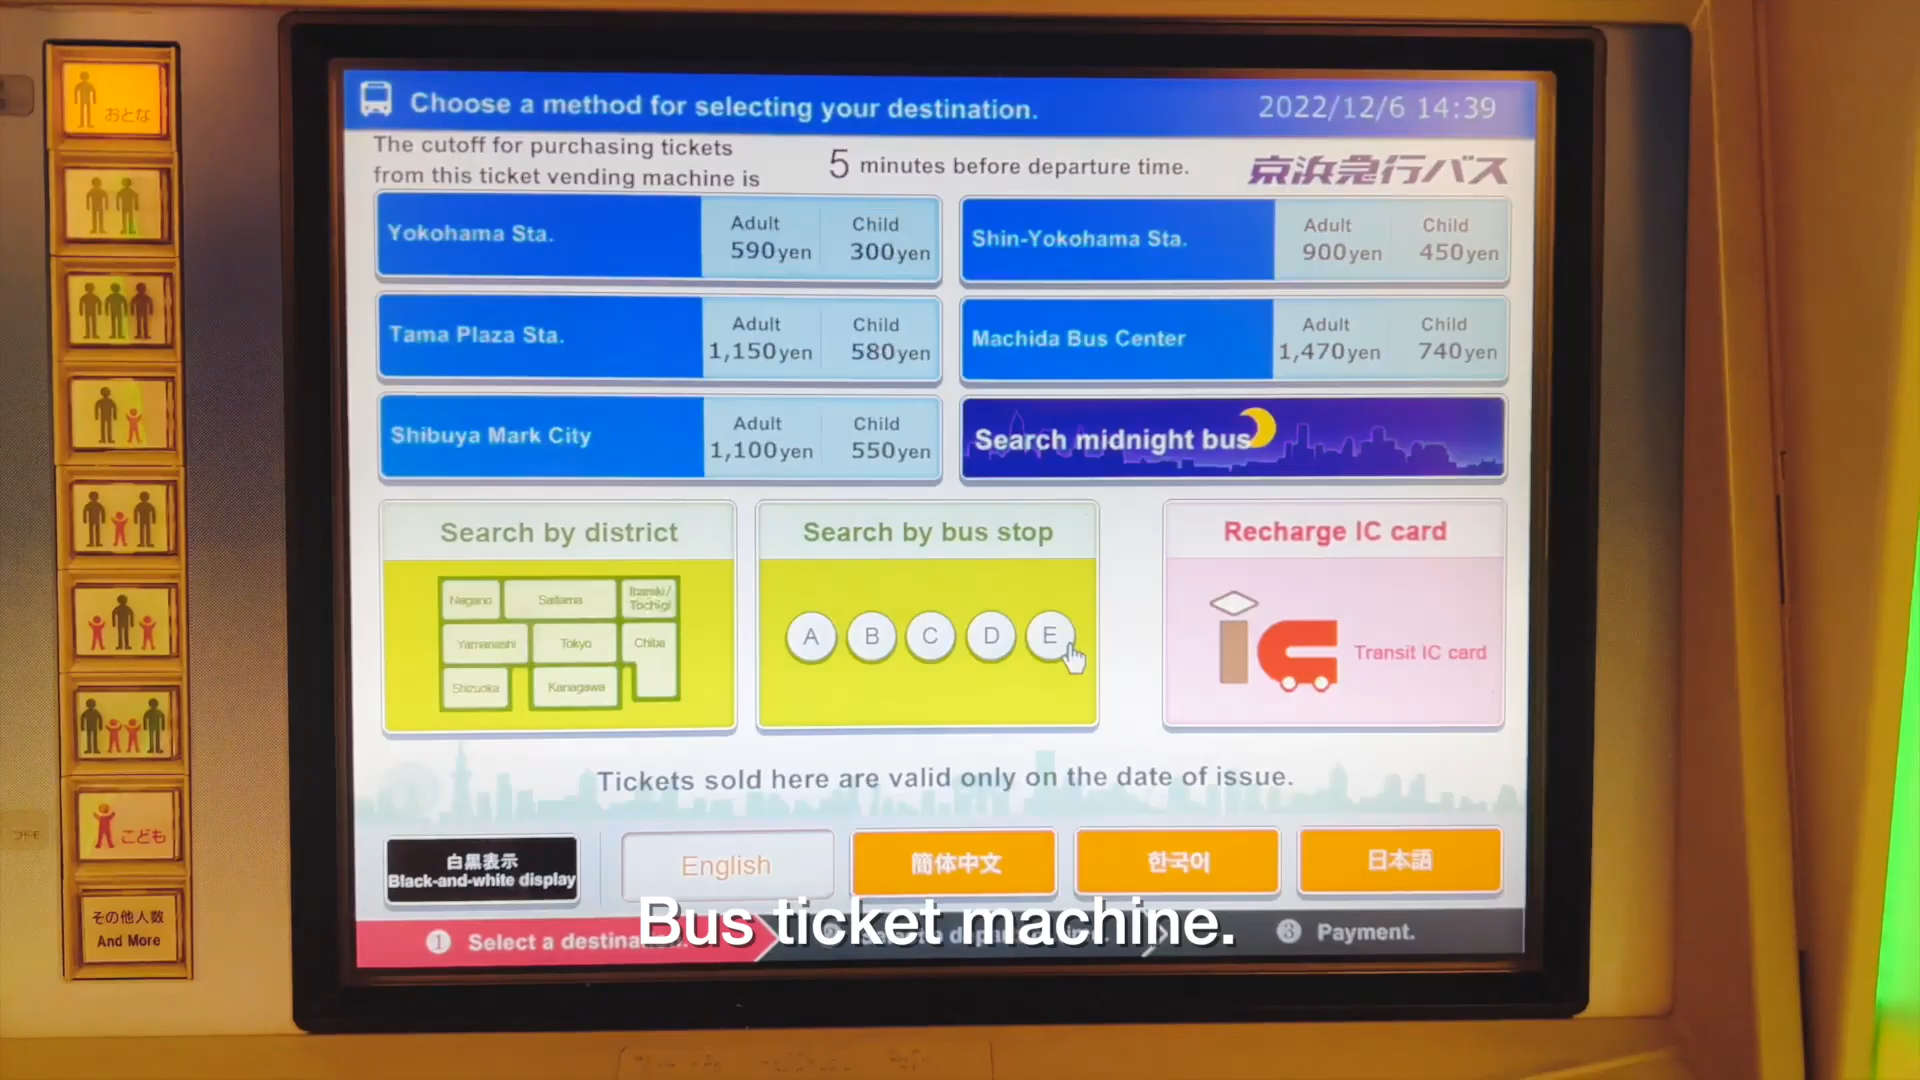 おとな
Choose a method for selecting your destination.
2022/12/6 14:39
The cutoff for purchasing tickets
from this ticket vending machine is
5 minutes before departure time.
京浜急行バス
Yokohama Sta.
Adult
590yen
Child
300yen
Shin-Yokohama Sta.
Adult
900yen
Child
450yen
Tama Plaza Sta.
Adult
1,150yen
Child
580yen
Machida Bus Center
Adult
1,470yen
Child
740yen
Shibuya Mark City
Adult
1,100yen
Child
550yen
Search midnight bus
Search by district
Nagano
Saitama
Ibaraki/
Tochigi
Yamanashi
Tokyo
Chiba
Shizuoka
Kanagawa
Search by bus stop
A B C D E
Recharge IC card
Transit IC card
Tickets sold here are valid only on the date of issue.
こども
白黒表示
Black-and-white display
English
簡体中文
한국어
日本語
その他人数
And More
1 Select a destination.
3 Payment.
Bus ticket machine.